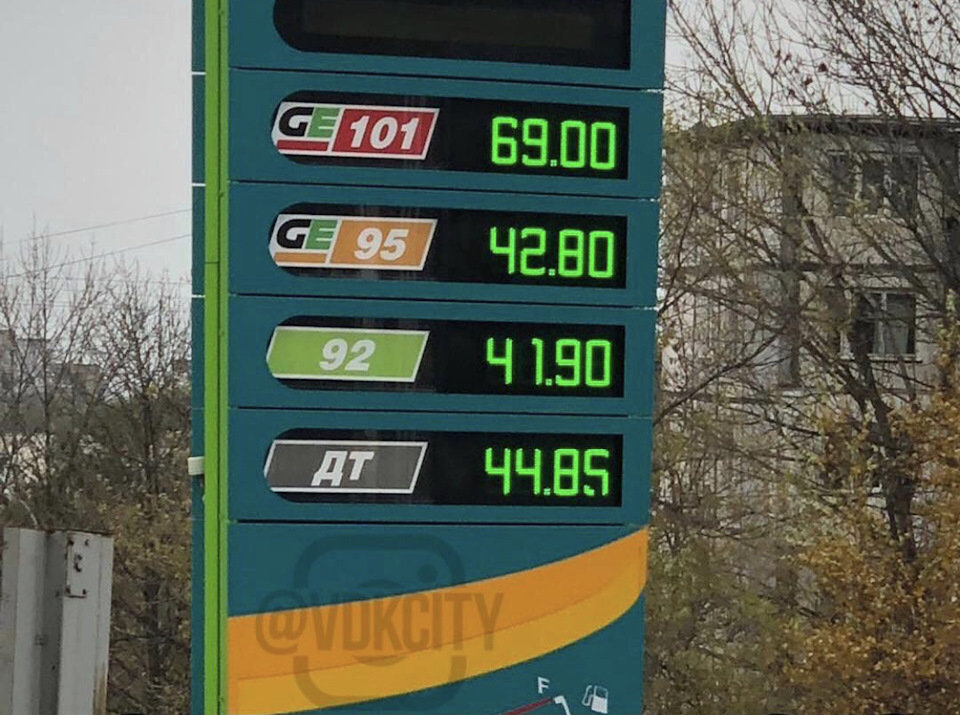 GE 101 69.00
GE 95 42.80
92 41.90
ДТ 44.85
@VDKCITY
F